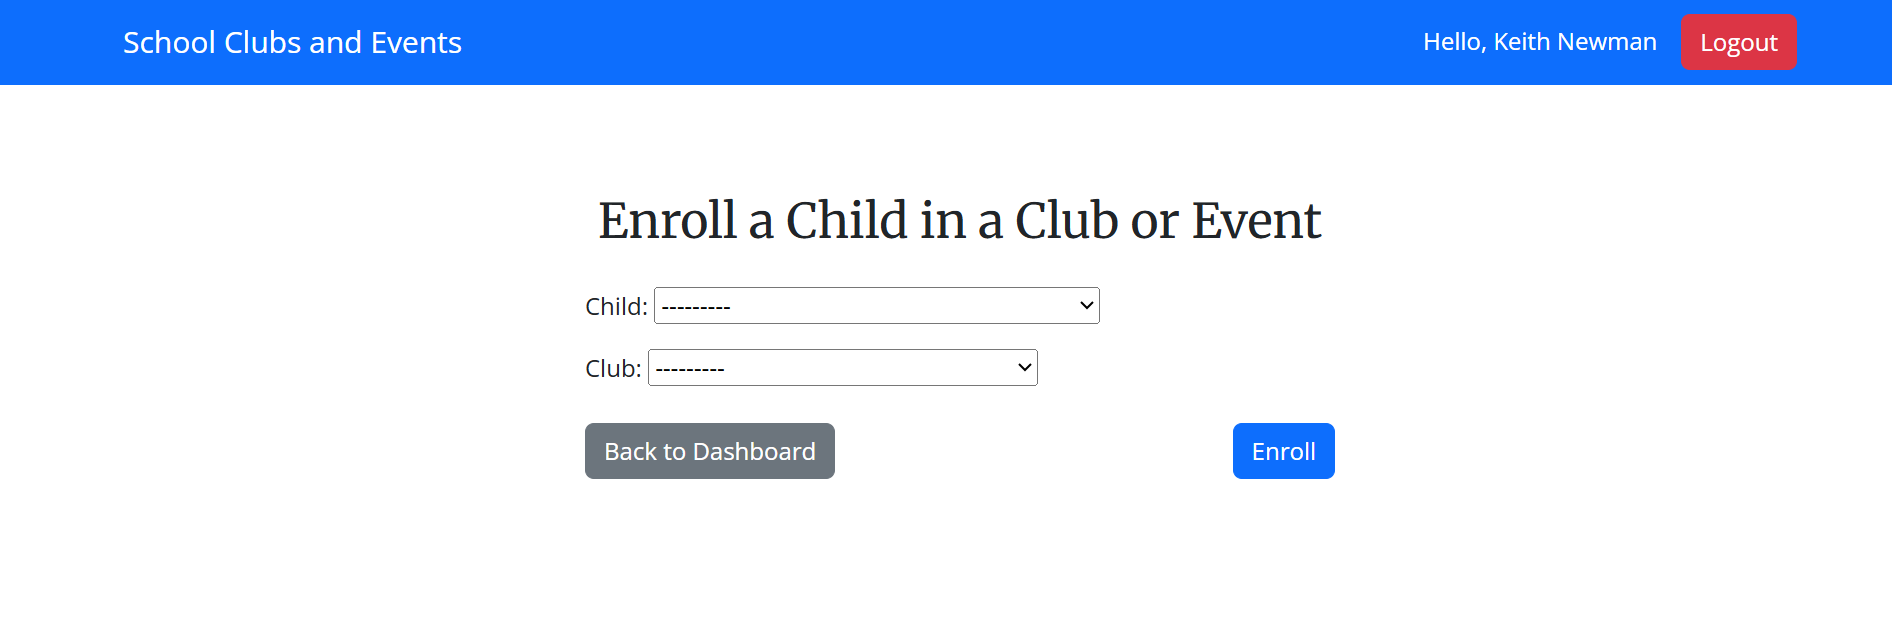 School Clubs and Events
Hello, Keith Newman
Logout
Enroll a Child in a Club or Event
Child: ---------
Club: ---------
Back to Dashboard
Enroll